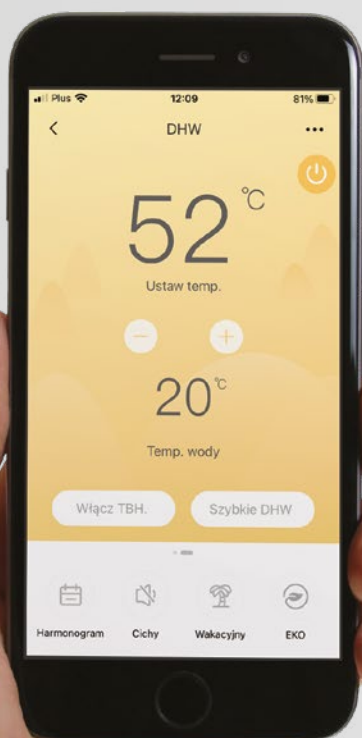 Plus 12:09 81%
DHW
52 °C
Ustaw temp.
20 °C
Temp. wody
Włącz TBH. Szybkie DHW
Harmonogram Cichy Wakacyjny EKO